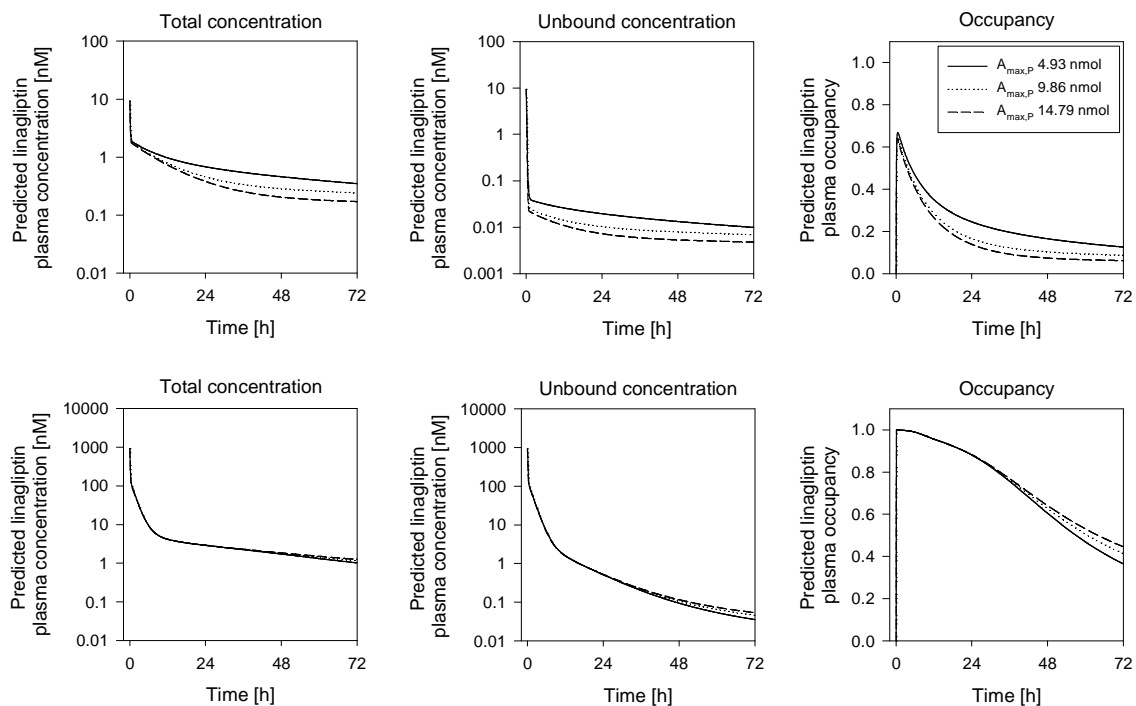 Total concentration
Predicted linagliptin
plasma concentration [nM]
100
10
1
0.1
0.01
0
24
48
72
Time [h]
Unbound concentration
Predicted linagliptin
plasma concentration [nM]
100
10
1
0.1
0.01
0.001
0
24
48
72
Time [h]
Occupancy
Predicted linagliptin
plasma occupancy
1.0
0.8
0.6
0.4
0.2
0.0
0
24
48
72
Time [h]
Amax,P 4.93 nmol
Amax,P 9.86 nmol
Amax,P 14.79 nmol
Total concentration
Predicted linagliptin
plasma concentration [nM]
10000
1000
100
10
1
0.1
0.01
0
24
48
72
Time [h]
Unbound concentration
Predicted linagliptin
plasma concentration [nM]
10000
1000
100
10
1
0.1
0.01
0
24
48
72
Time [h]
Occupancy
Predicted linagliptin
plasma occupancy
1.0
0.8
0.6
0.4
0.2
0.0
0
24
48
72
Time [h]